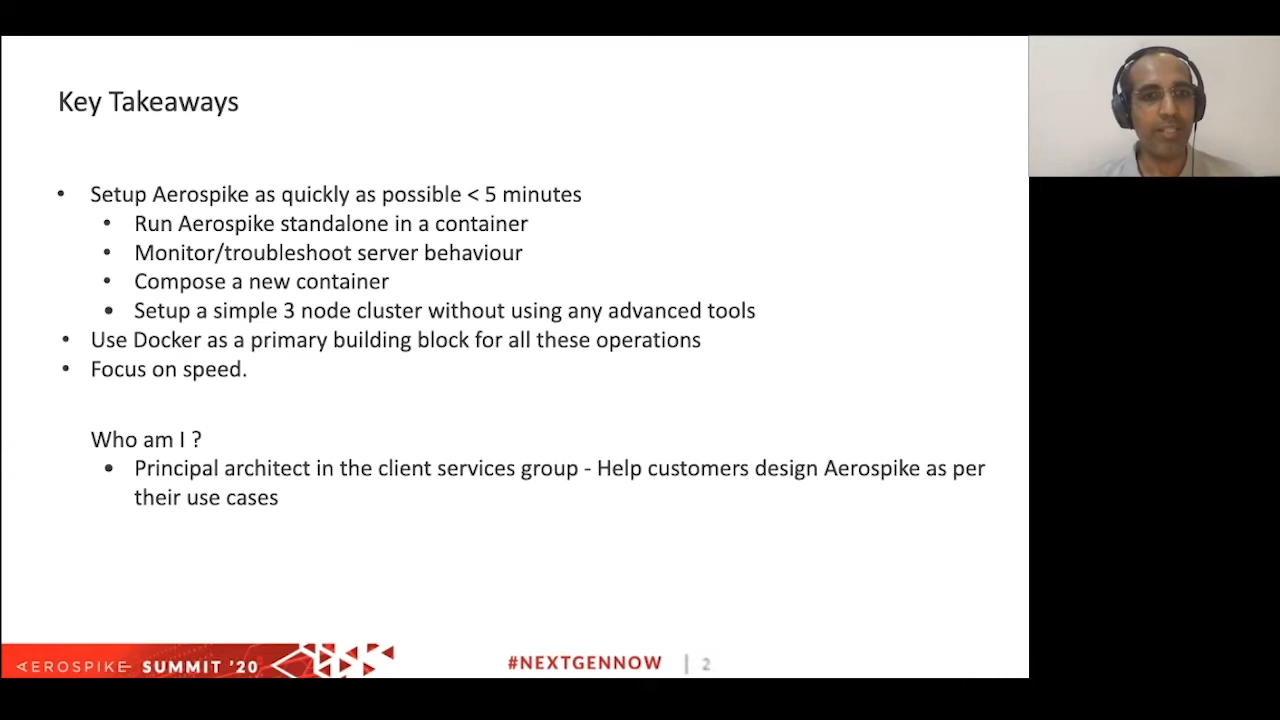 Key Takeaways
• Setup Aerospike as quickly as possible < 5 minutes
• Run Aerospike standalone in a container
• Monitor/troubleshoot server behaviour
• Compose a new container
• Setup a simple 3 node cluster without using any advanced tools
• Use Docker as a primary building block for all these operations
• Focus on speed.
Who am I ?
• Principal architect in the client services group - Help customers design Aerospike as per
their use cases
AEROSPIKE SUMMIT '20
#NEXTGENNOW | 2